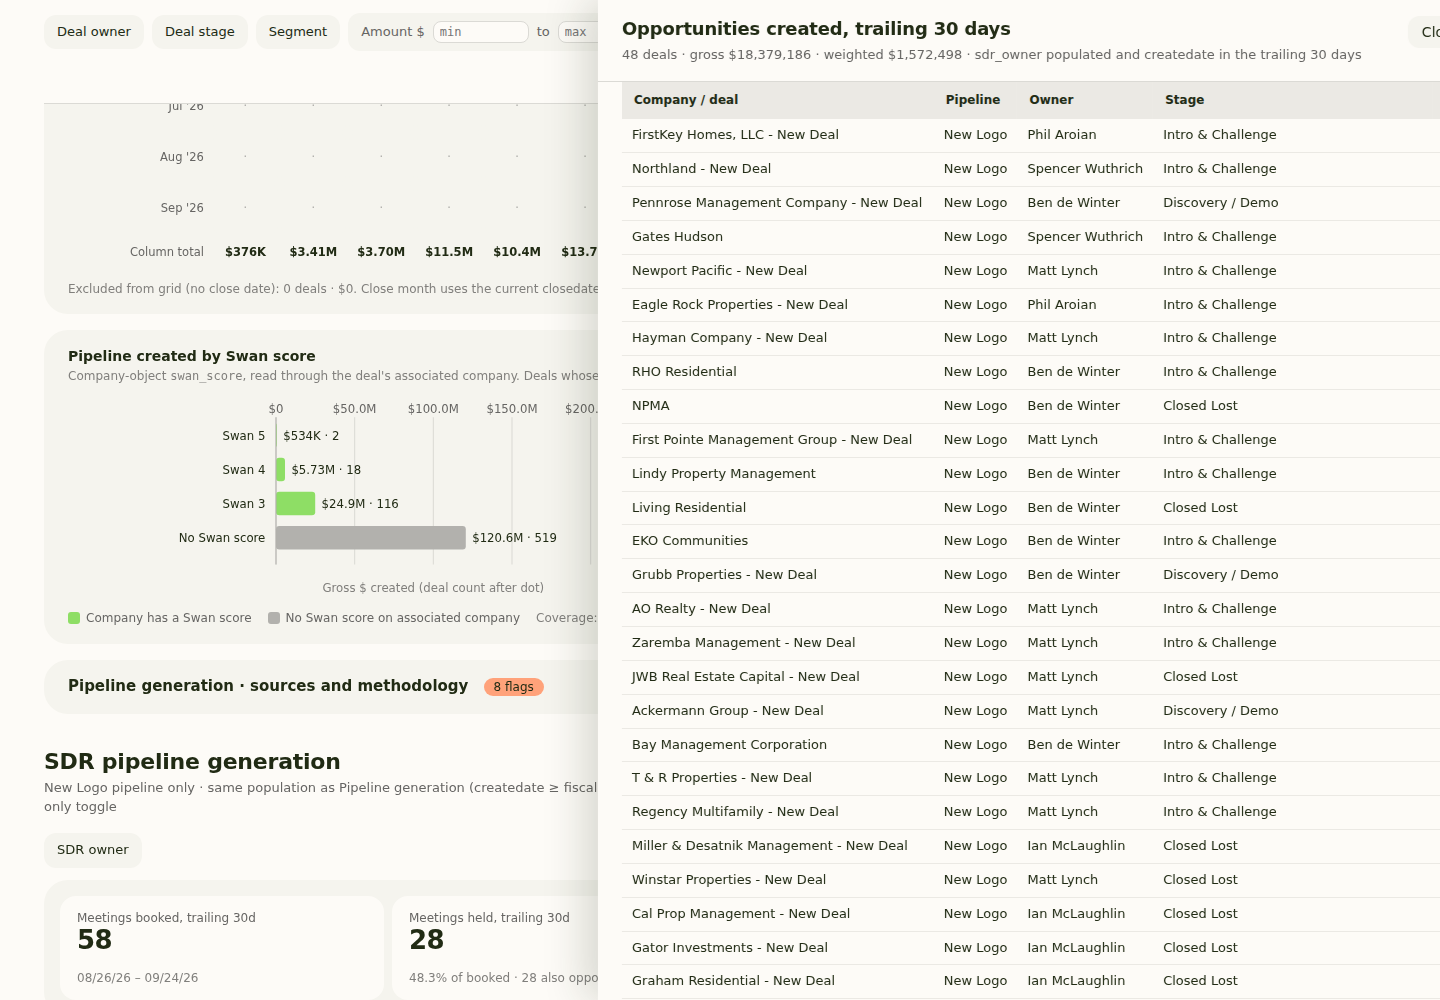 Deal owner Deal stage Segment Amount $ min to max
Jul '26
Aug '26
Sep '26
Column total $376K $3.41M $3.70M $11.5M $10.4M $13.7
Excluded from grid (no close date): 0 deals · $0. Close month uses the current closedate
Pipeline created by Swan score
Company-object swan_score, read through the deal's associated company. Deals whose
$0 $50.0M $100.0M $150.0M $200.
Swan 5 $534K · 2
Swan 4 $5.73M · 18
Swan 3 $24.9M · 116
No Swan score $120.6M · 519
Gross $ created (deal count after dot)
Company has a Swan score No Swan score on associated company Coverage:
Pipeline generation · sources and methodology 8 flags
SDR pipeline generation
New Logo pipeline only · same population as Pipeline generation (createdate ≥ fiscal
only toggle
SDR owner
Meetings booked, trailing 30d
58
08/26/26 – 09/24/26
Meetings held, trailing 30d
28
48.3% of booked · 28 also oppo
Opportunities created, trailing 30 days
Clo
48 deals · gross $18,379,186 · weighted $1,572,498 · sdr_owner populated and createdate in the trailing 30 days
Company / deal Pipeline Owner Stage
FirstKey Homes, LLC - New Deal New Logo Phil Aroian Intro & Challenge
Northland - New Deal New Logo Spencer Wuthrich Intro & Challenge
Pennrose Management Company - New Deal New Logo Ben de Winter Discovery / Demo
Gates Hudson New Logo Spencer Wuthrich Intro & Challenge
Newport Pacific - New Deal New Logo Matt Lynch Intro & Challenge
Eagle Rock Properties - New Deal New Logo Phil Aroian Intro & Challenge
Hayman Company - New Deal New Logo Matt Lynch Intro & Challenge
RHO Residential New Logo Ben de Winter Intro & Challenge
NPMA New Logo Ben de Winter Closed Lost
First Pointe Management Group - New Deal New Logo Matt Lynch Intro & Challenge
Lindy Property Management New Logo Ben de Winter Intro & Challenge
Living Residential New Logo Ben de Winter Closed Lost
EKO Communities New Logo Ben de Winter Intro & Challenge
Grubb Properties - New Deal New Logo Ben de Winter Discovery / Demo
AO Realty - New Deal New Logo Matt Lynch Intro & Challenge
Zaremba Management - New Deal New Logo Matt Lynch Intro & Challenge
JWB Real Estate Capital - New Deal New Logo Matt Lynch Closed Lost
Ackermann Group - New Deal New Logo Matt Lynch Discovery / Demo
Bay Management Corporation New Logo Ben de Winter Intro & Challenge
T & R Properties - New Deal New Logo Matt Lynch Intro & Challenge
Regency Multifamily - New Deal New Logo Matt Lynch Intro & Challenge
Miller & Desatnik Management - New Deal New Logo Ian McLaughlin Closed Lost
Winstar Properties - New Deal New Logo Matt Lynch Closed Lost
Cal Prop Management - New Deal New Logo Ian McLaughlin Closed Lost
Gator Investments - New Deal New Logo Ian McLaughlin Closed Lost
Graham Residential - New Deal New Logo Ian McLaughlin Closed Lost